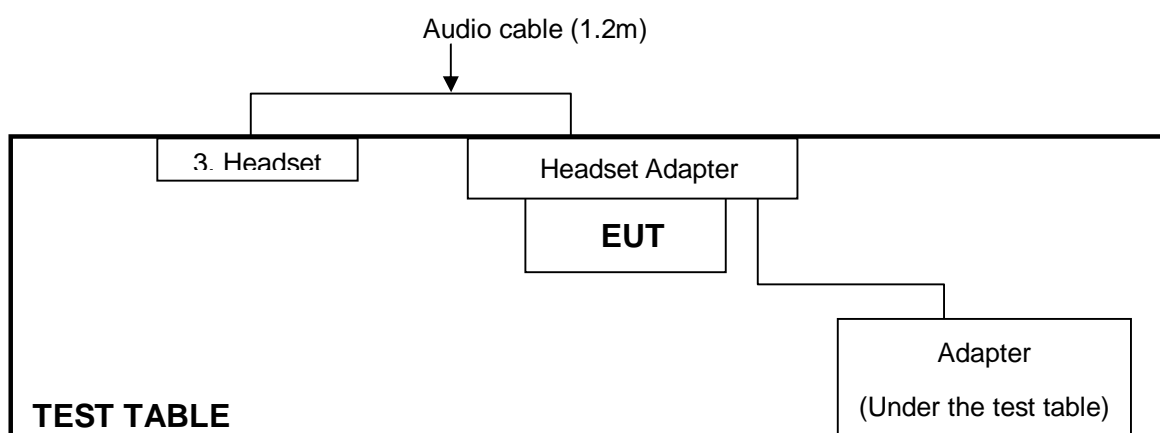 Audio cable (1.2m)
3. Headset
Headset Adapter
EUT
Adapter
(Under the test table)
TEST TABLE